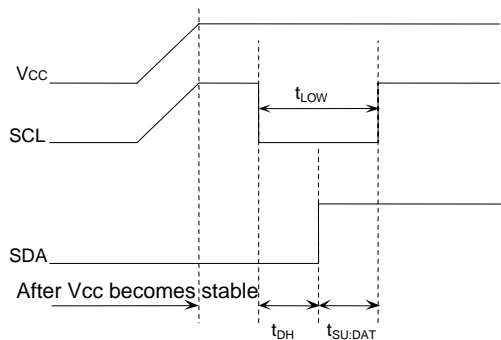 Vcc
tLOW
SCL
SDA
After Vcc becomes stable
tDH tSU:DAT